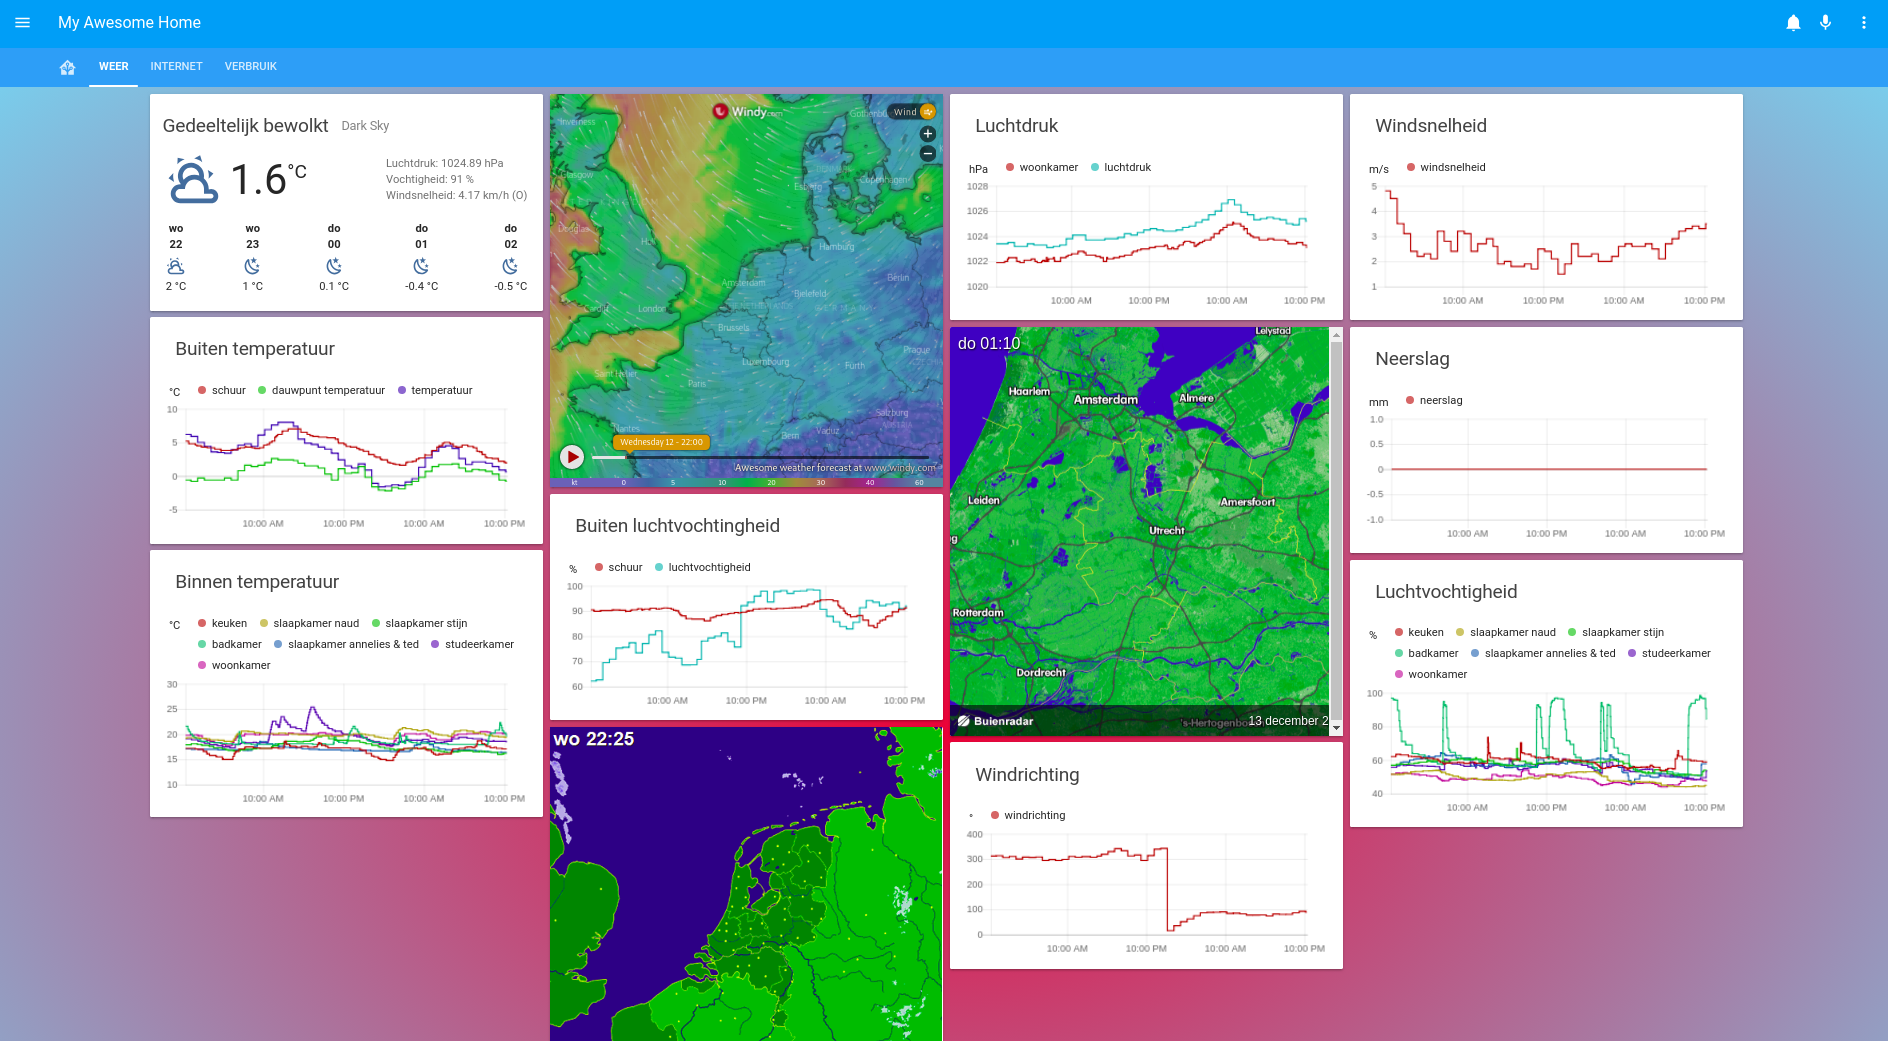 My Awesome Home
WEER INTERNET VERBRUIK
Gedeeltelijk bewolkt Dark Sky
1.6°C
Luchtdruk: 1024.89 hPa
Vochtigheid: 91 %
Windsnelheid: 4.17 km/h (O)
wo wo do do do
22 23 00 01 02
2 °C 1 °C 0.1 °C -0.4 °C -0.5 °C
Buiten temperatuur
°C schuur dauwpunt temperatuur temperatuur
10
5
0
-5
10:00 AM 10:00 PM 10:00 AM 10:00 PM
Binnen temperatuur
°C keuken slaapkamer naud slaapkamer stijn
badkamer slaapkamer annelies & ted studeerkamer
woonkamer
30
25
20
15
10
10:00 AM 10:00 PM 10:00 AM 10:00 PM
Windy.com
Wind
Inverness
Glasgow
Esbjerg
Copenhagen
Douglas
Hamburg
Berlin
Amsterdam
Bielefeld
Cardiff
London
Brussels
Prague
Luxembourg
Furth
Saint Helier
Paris
Salzburg
Nantes
Vaduz
Bern
Wednesday 12 - 22:00
Awesome weather forecast at www.windy.com
kt 0 5 10 20 30 40 60
Buiten luchtvochtingheid
% schuur luchtvochtigheid
100
90
80
70
60
10:00 AM 10:00 PM 10:00 AM 10:00 PM
wo 22:25
Luchtdruk
hPa woonkamer luchtdruk
1028
1026
1024
1022
1020
10:00 AM 10:00 PM 10:00 AM 10:00 PM
do 01:10
Lelystad
Haarlem
Amsterdam
Almere
Leiden
Amersfoort
Utrecht
Rotterdam
Dordrecht
Buienradar
's-Hertogenbo
13 december 2
Windrichting
° windrichting
400
300
200
100
0
10:00 AM 10:00 PM 10:00 AM 10:00 PM
Windsnelheid
m/s windsnelheid
5
4
3
2
1
10:00 AM 10:00 PM 10:00 AM 10:00 PM
Neerslag
mm neerslag
1.0
0.5
0
-0.5
-1.0
10:00 AM 10:00 PM 10:00 AM 10:00 PM
Luchtvochtigheid
% keuken slaapkamer naud slaapkamer stijn
badkamer slaapkamer annelies & ted studeerkamer
woonkamer
100
80
60
40
10:00 AM 10:00 PM 10:00 AM 10:00 PM